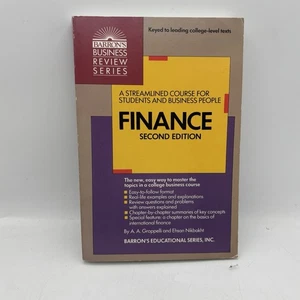 Keyed to leading college-level texts
BARRON'S
BUSINESS
REVIEW
SERIES
A STREAMLINED COURSE FOR
STUDENTS AND BUSINESS PEOPLE
FINANCE
SECOND EDITION
The new, easy way to master the
topics in a college business course
Easy-to-follow format
Real-life examples and explanations
Review questions and problems
with answers explained
Chapter-by-chapter summaries of key concepts
Special feature: a chapter on the basics of
international finance
By A. A. Groppelli and Ehsan Nikbakht
BARRON'S EDUCATIONAL SERIES, INC.